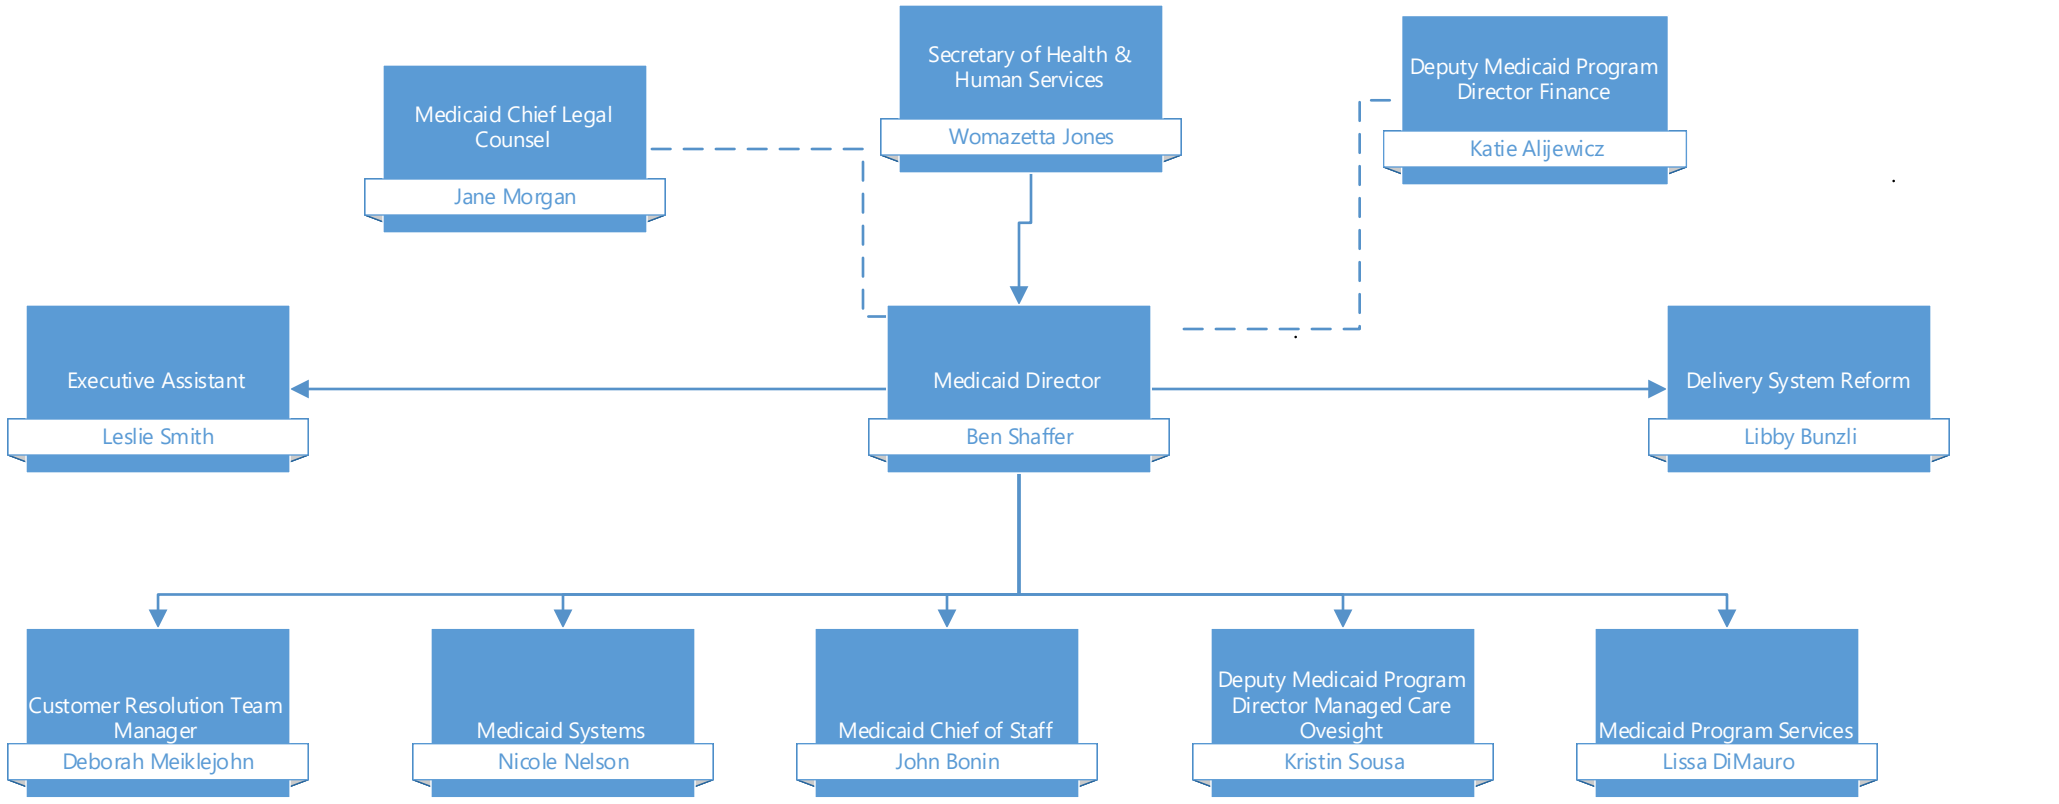 Secretary of Health &
Human Services
Womazetta Jones
Medicaid Chief Legal
Counsel
Jane Morgan
Deputy Medicaid Program
Director Finance
Katie Alijewicz
Executive Assistant
Leslie Smith
Medicaid Director
Ben Shaffer
Delivery System Reform
Libby Bunzli
Customer Resolution Team
Manager
Deborah Meiklejohn
Medicaid Systems
Nicole Nelson
Medicaid Chief of Staff
John Bonin
Deputy Medicaid Program
Director Managed Care
Ovesight
Kristin Sousa
Medicaid Program Services
Lissa DiMauro